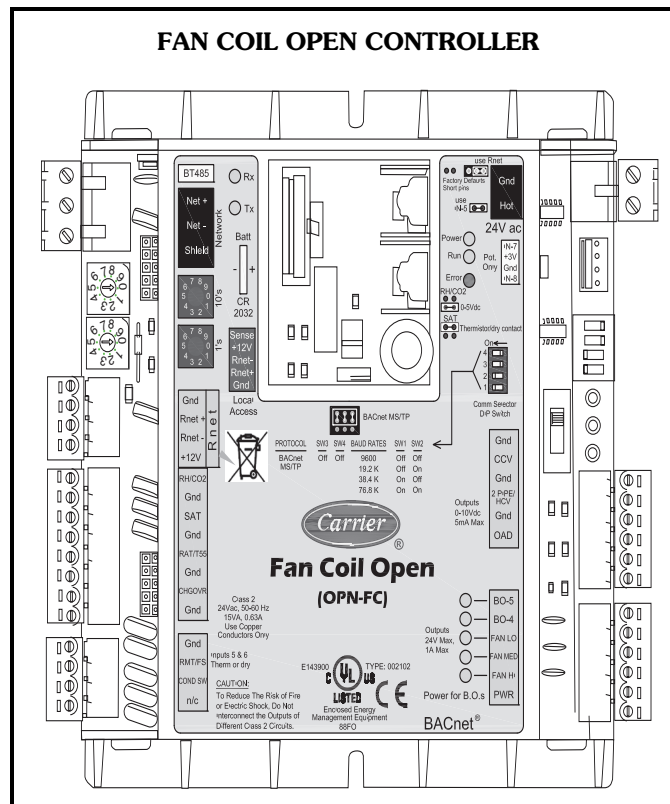 FAN COIL OPEN CONTROLLER
BT485
Rx
Net +
Net -
Shield
Network
Tx
Batt
- +
CR
2032
10's
1's
Sense
+12V
Rnet-
Rnet+
Gnd
Local
Access
Gnd
Rnet +
Rnet -
+12V
Rnet
RH/CO2
Gnd
SAT
Gnd
RAT/T55
Gnd
CHGOVR
Gnd
Gnd
RMT/FS
COND SW
n/c
use Rnet
Factory Defaults
Short pins
Gnd
Hot
24V ac
use
IN-5
Power
Run
Error
Pot.
Only
IN-7
+3V
Gnd
IN-8
RH/CO2
0-5Vdc
SAT
Thermistor/dry contact
On
4
3
2
1
Comm Selector
DIP Switch
BACnet MS/TP
PROTOCOL SW3 SW4 BAUD RATES SW1 SW2
BACnet MS/TP Off Off 9600 Off Off
19.2 K Off On
38.4 K On Off
76.8 K On On
Outputs
0-10Vdc
5mA Max
Gnd
CCV
Gnd
2 PIPE/
HCV
Gnd
OAD
Carrier
®
Fan Coil Open
(OPN-FC)
Class 2
24Vac, 50-60 Hz
15VA, 0.63A
Use Copper
Conductors Only
Inputs 5 & 6
Therm or dry
CAUTION:
To Reduce The Risk of Fire
or Electric Shock, Do Not
Interconnect the Outputs of
Different Class 2 Circuits.
E143900
C UL US
LISTED
TYPE: 002102
CE
Enclosed Energy
Management Equipment
88FO
Outputs
24V Max,
1A Max
BO-5
BO-4
FAN LO
FAN MED
FAN HI
Power for B.O.s PWR
BACnet®